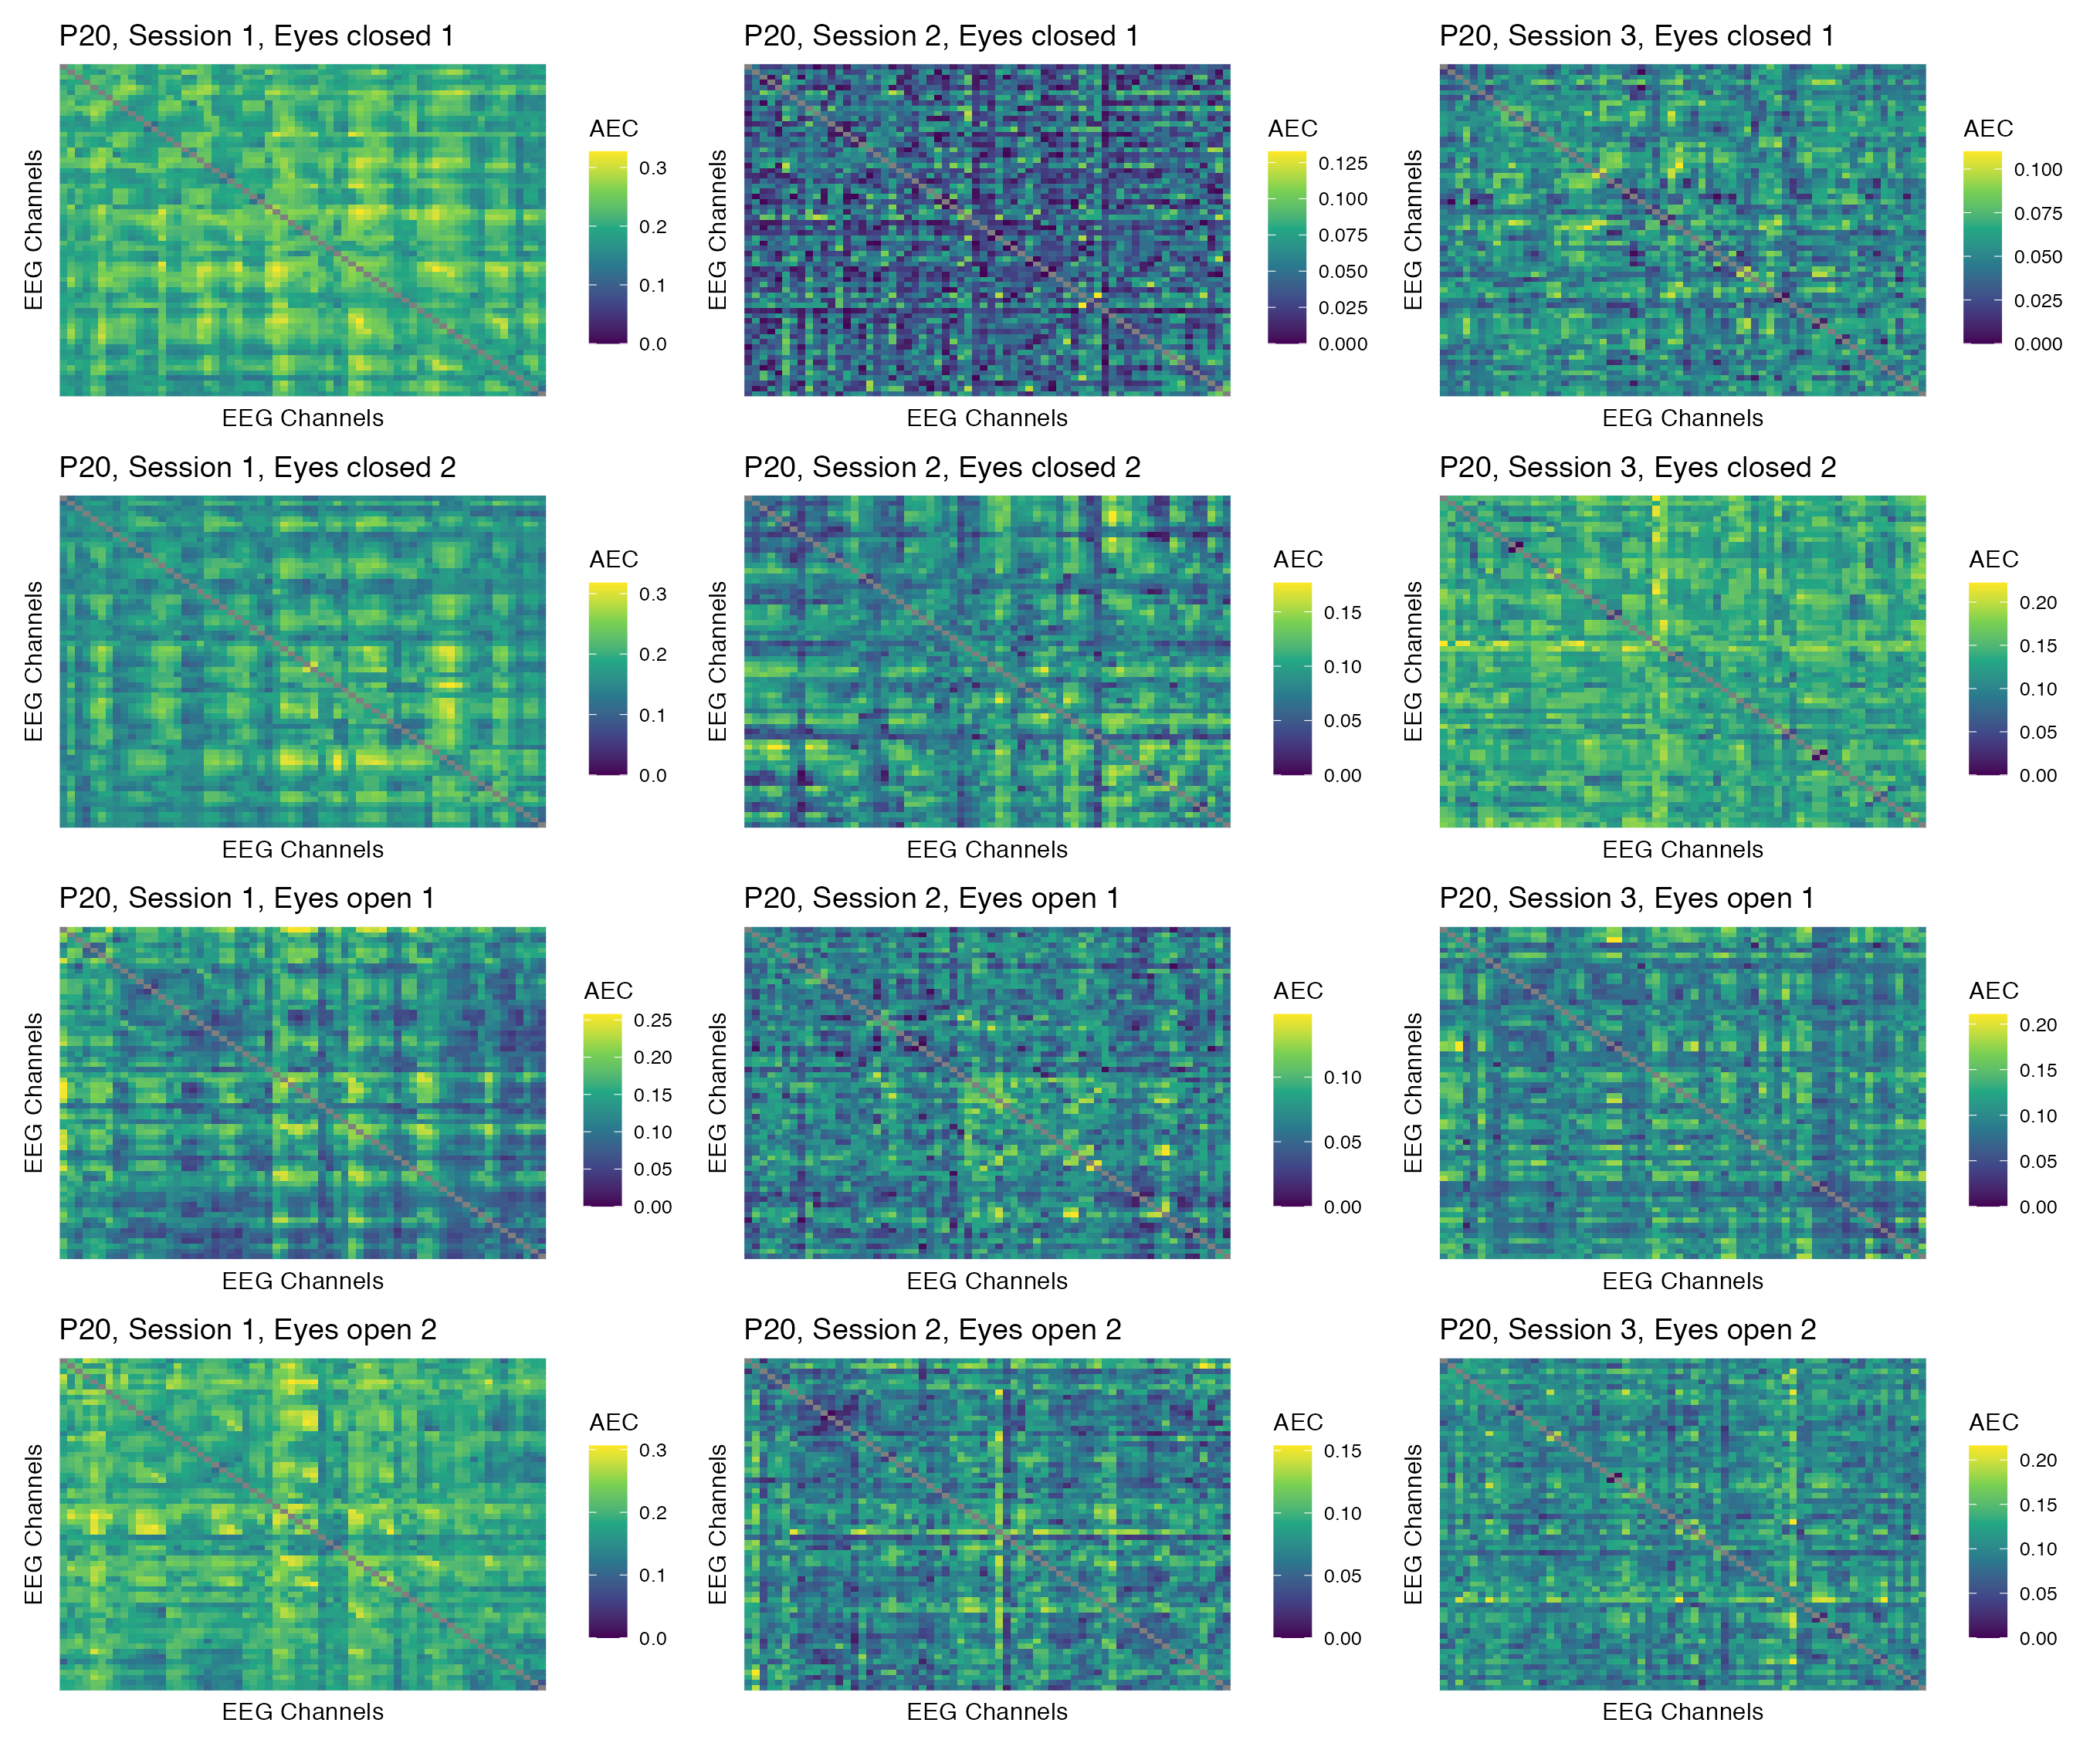 P20, Session 1, Eyes closed 1
EEG Channels
EEG Channels
AEC
0.3
0.2
0.1
0.0
P20, Session 2, Eyes closed 1
EEG Channels
EEG Channels
AEC
0.125
0.100
0.075
0.050
0.025
0.000
P20, Session 3, Eyes closed 1
EEG Channels
EEG Channels
AEC
0.100
0.075
0.050
0.025
0.000
P20, Session 1, Eyes closed 2
EEG Channels
EEG Channels
AEC
0.3
0.2
0.1
0.0
P20, Session 2, Eyes closed 2
EEG Channels
EEG Channels
AEC
0.15
0.10
0.05
0.00
P20, Session 3, Eyes closed 2
EEG Channels
EEG Channels
AEC
0.20
0.15
0.10
0.05
0.00
P20, Session 1, Eyes open 1
EEG Channels
EEG Channels
AEC
0.25
0.20
0.15
0.10
0.05
0.00
P20, Session 2, Eyes open 1
EEG Channels
EEG Channels
AEC
0.10
0.05
0.00
P20, Session 3, Eyes open 1
EEG Channels
EEG Channels
AEC
0.20
0.15
0.10
0.05
0.00
P20, Session 1, Eyes open 2
EEG Channels
EEG Channels
AEC
0.3
0.2
0.1
0.0
P20, Session 2, Eyes open 2
EEG Channels
EEG Channels
AEC
0.15
0.10
0.05
0.00
P20, Session 3, Eyes open 2
EEG Channels
EEG Channels
AEC
0.20
0.15
0.10
0.05
0.00